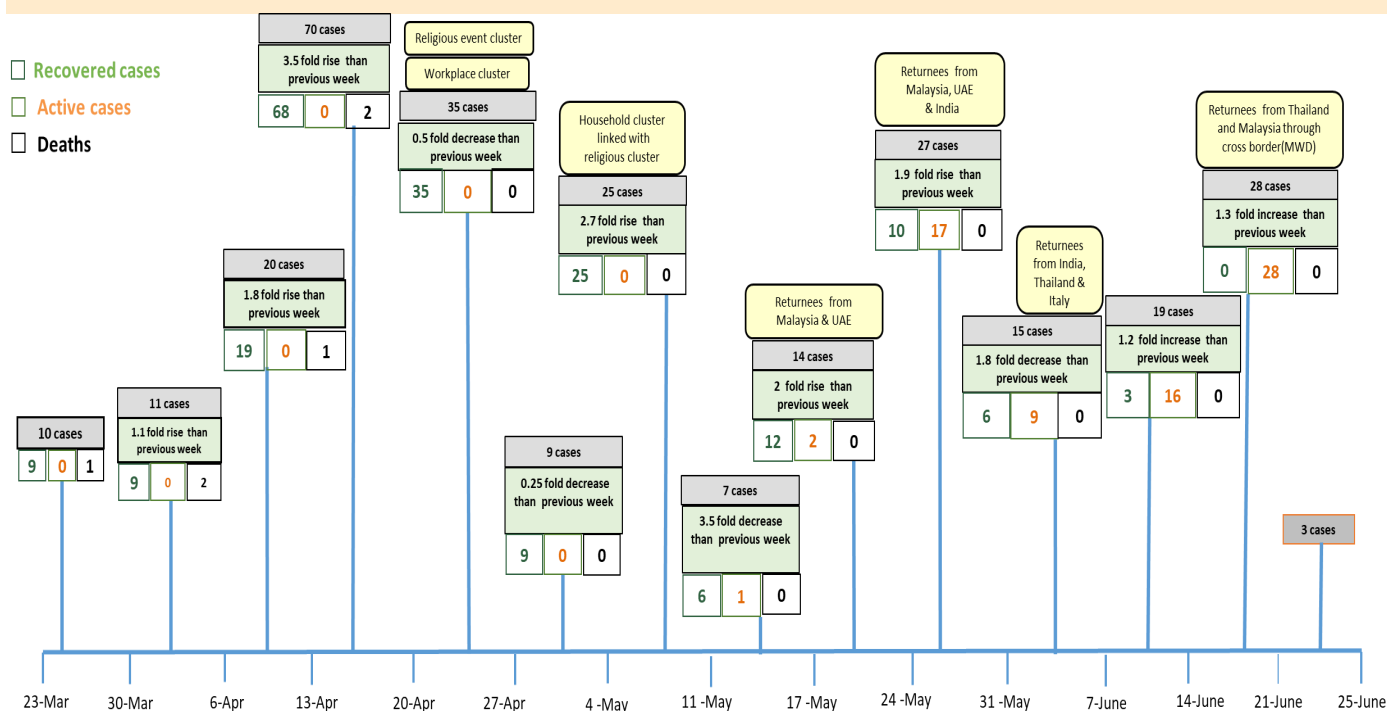 Recovered cases
Active cases
Deaths
10 cases
9 0 1
11 cases
1.1 fold rise than
previous week
9 0 2
20 cases
1.8 fold rise than
previous week
19 0 1
70 cases
3.5 fold rise than
previous week
68 0 2
Religious event cluster
Workplace cluster
35 cases
0.5 fold decrease than
previous week
35 0 0
9 cases
0.25 fold decrease
than previous week
9 0 0
Household cluster
linked with
religious cluster
25 cases
2.7 fold rise than
previous week
25 0 0
7 cases
3.5 fold decrease
than previous week
6 1 0
Returnees from
Malaysia & UAE
14 cases
2 fold rise than
previous week
12 2 0
Returnees from
Malaysia, UAE
& India
27 cases
1.9 fold rise than
previous week
10 17 0
Returnees
from India,
Thailand &
Italy
15 cases
1.8 fold decrease than
previous week
6 9 0
19 cases
1.2 fold increase than
previous week
3 16 0
Returnees from Thailand
and Malaysia through
cross border(MWD)
28 cases
1.3 fold increase than
previous week
0 28 0
3 cases
23-Mar 30-Mar 6-Apr 13-Apr 20-Apr 27-Apr 4 -May 11 -May 17-May 24 -May 31-May 7-June 14-June 21-June 25-June